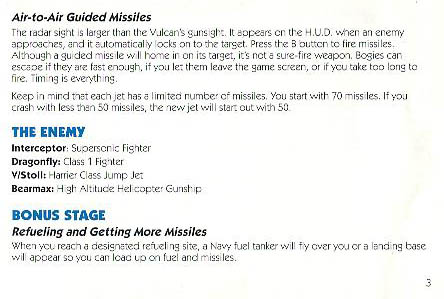 Air-to-Air Guided Missiles
The radar sight is larger than the Vulcan's gunsight. It appears on the H.U.D. when an enemy
approaches, and it automatically locks on to the target. Press the B button to fire missiles.
Although a guided missile will home in on its target, it's not a sure-fire weapon. Bogies can
escape if they are fast enough, if you let them leave the game screen, or if you take too long to
fire. Timing is everything.
Keep in mind that each jet has a limited number of missiles. You start with 70 missiles. If you
crash with less than 50 missiles, the new jet will start out with 50.
THE ENEMY
Interceptor: Supersonic Fighter
Dragonfly: Class 1 Fighter
V/Stoll: Harrier Class Jump Jet
Bearmax: High Altitude Helicopter Gunship
BONUS STAGE
Refueling and Getting More Missiles
When you reach a designated refueling site, a Navy fuel tanker will fly over you or a landing base
will appear so you can load up on fuel and missiles.
3